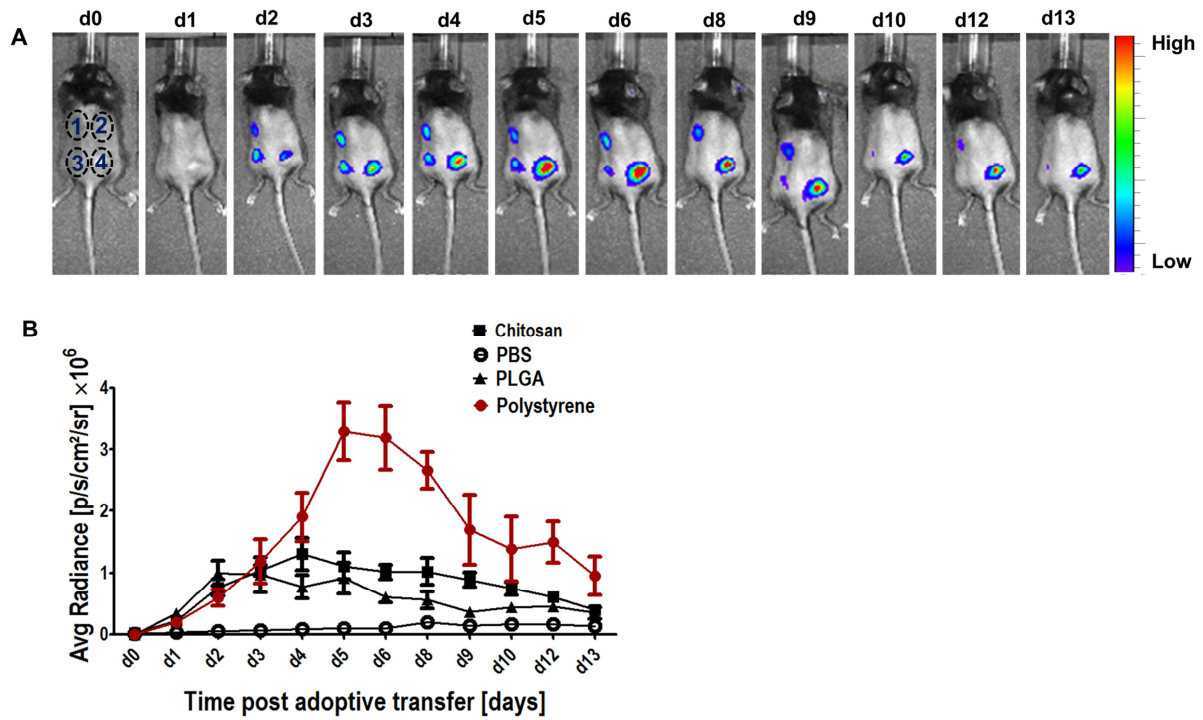 d0 d1 d2 d3 d4 d5 d6 d8 d9 d10 d12 d13
A
High
1 2
3 4
Low
B
Chitosan
PBS
PLGA
Polystyrene
Avg Radiance [p/s/cm²/sr] ×10⁶
4
3
2
1
0
d0 d1 d2 d3 d4 d5 d6 d8 d9 d10 d12 d13
Time post adoptive transfer [days]